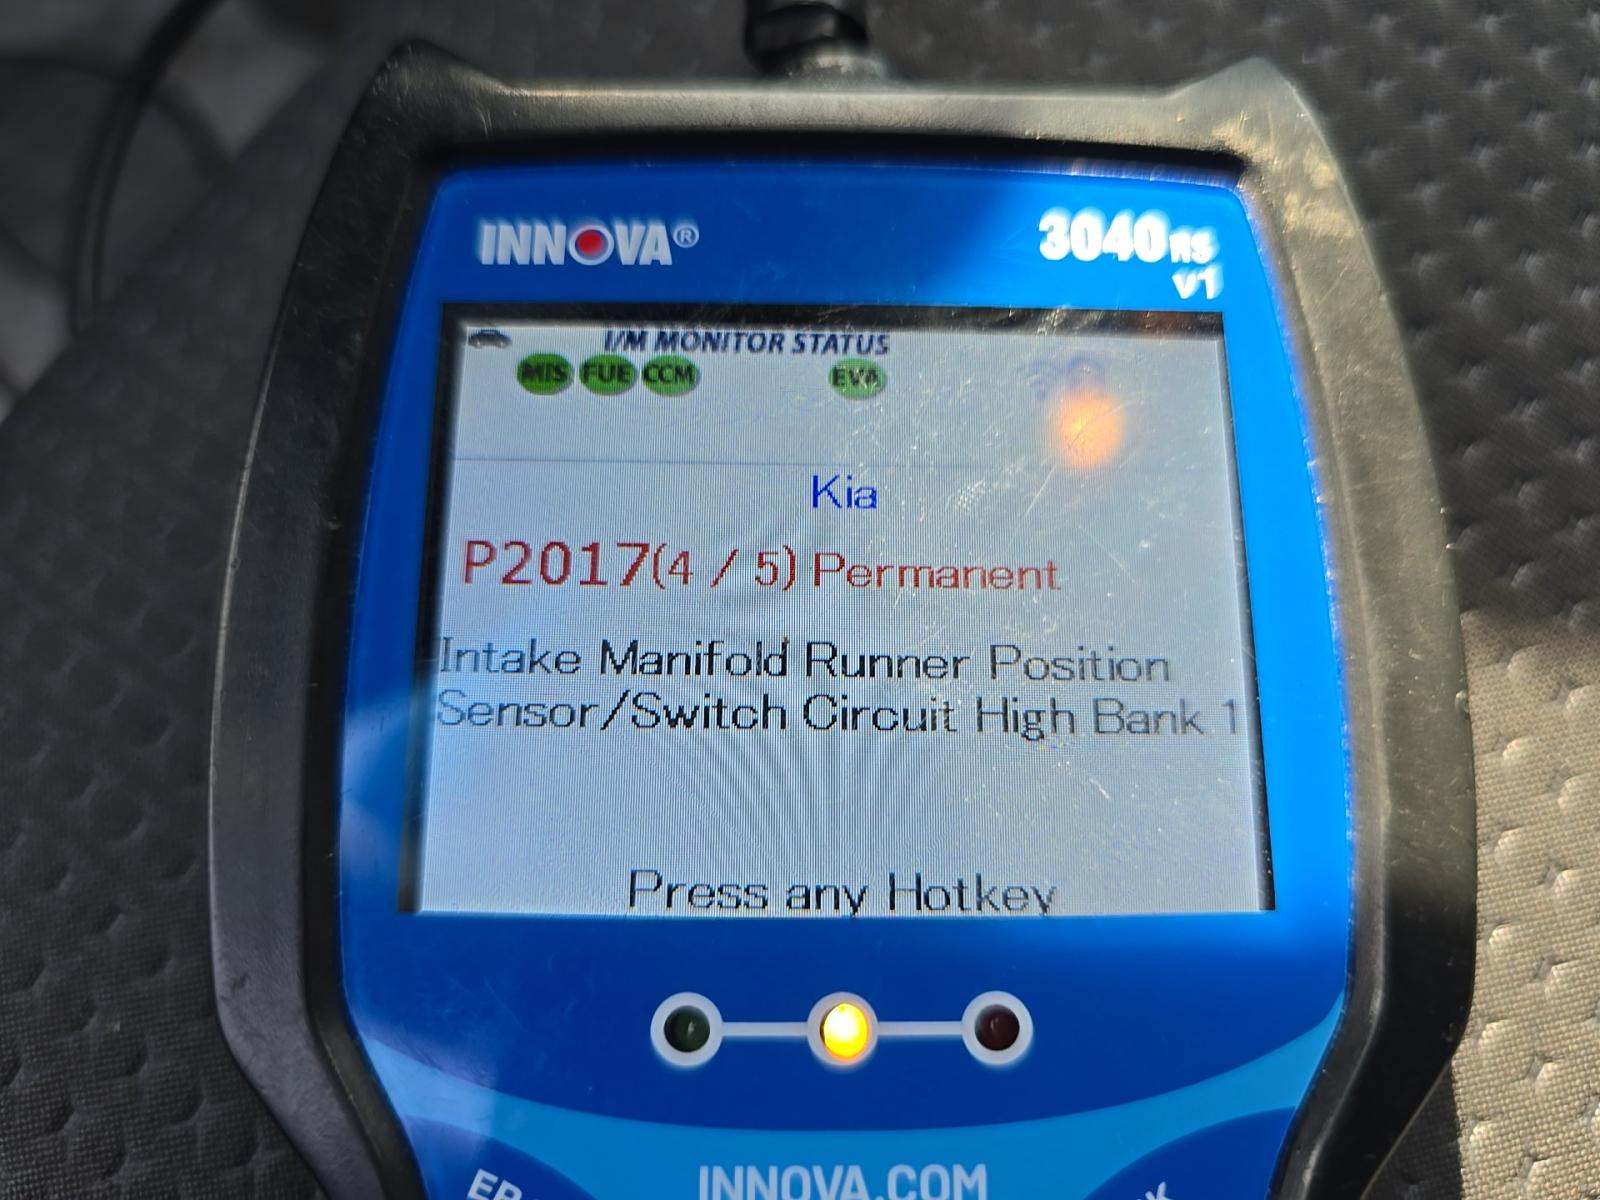 INNOVA®
3040RS
V1
I/M MONITOR STATUS
MIS FUE CCM EVA
Kia
P2017(4 / 5) Permanent
Intake Manifold Runner Position
Sensor/Switch Circuit High Bank 1
Press any Hotkey
INNOVA.COM